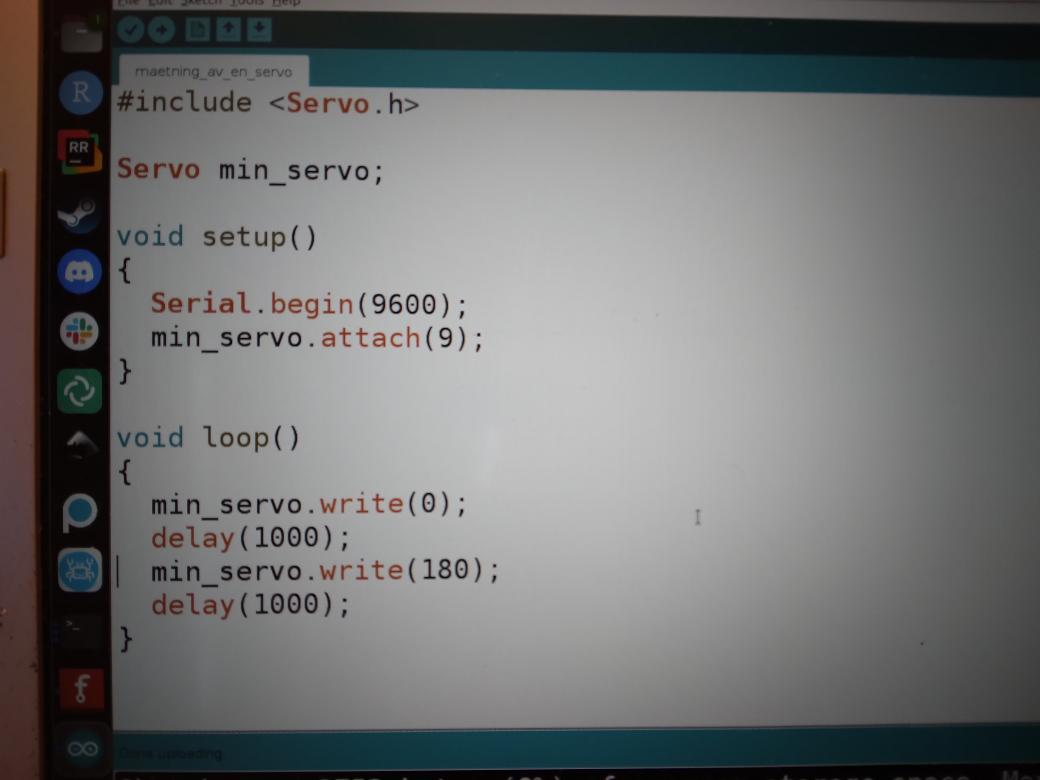 File Edit Sketch Tools Help
maetning_av_en_servo
#include <Servo.h>
Servo min_servo;
void setup()
{
Serial.begin(9600);
min_servo.attach(9);
}
void loop()
{
min_servo.write(0);
delay(1000);
min_servo.write(180);
delay(1000);
}
R
RR
>_
f
Done uploading.